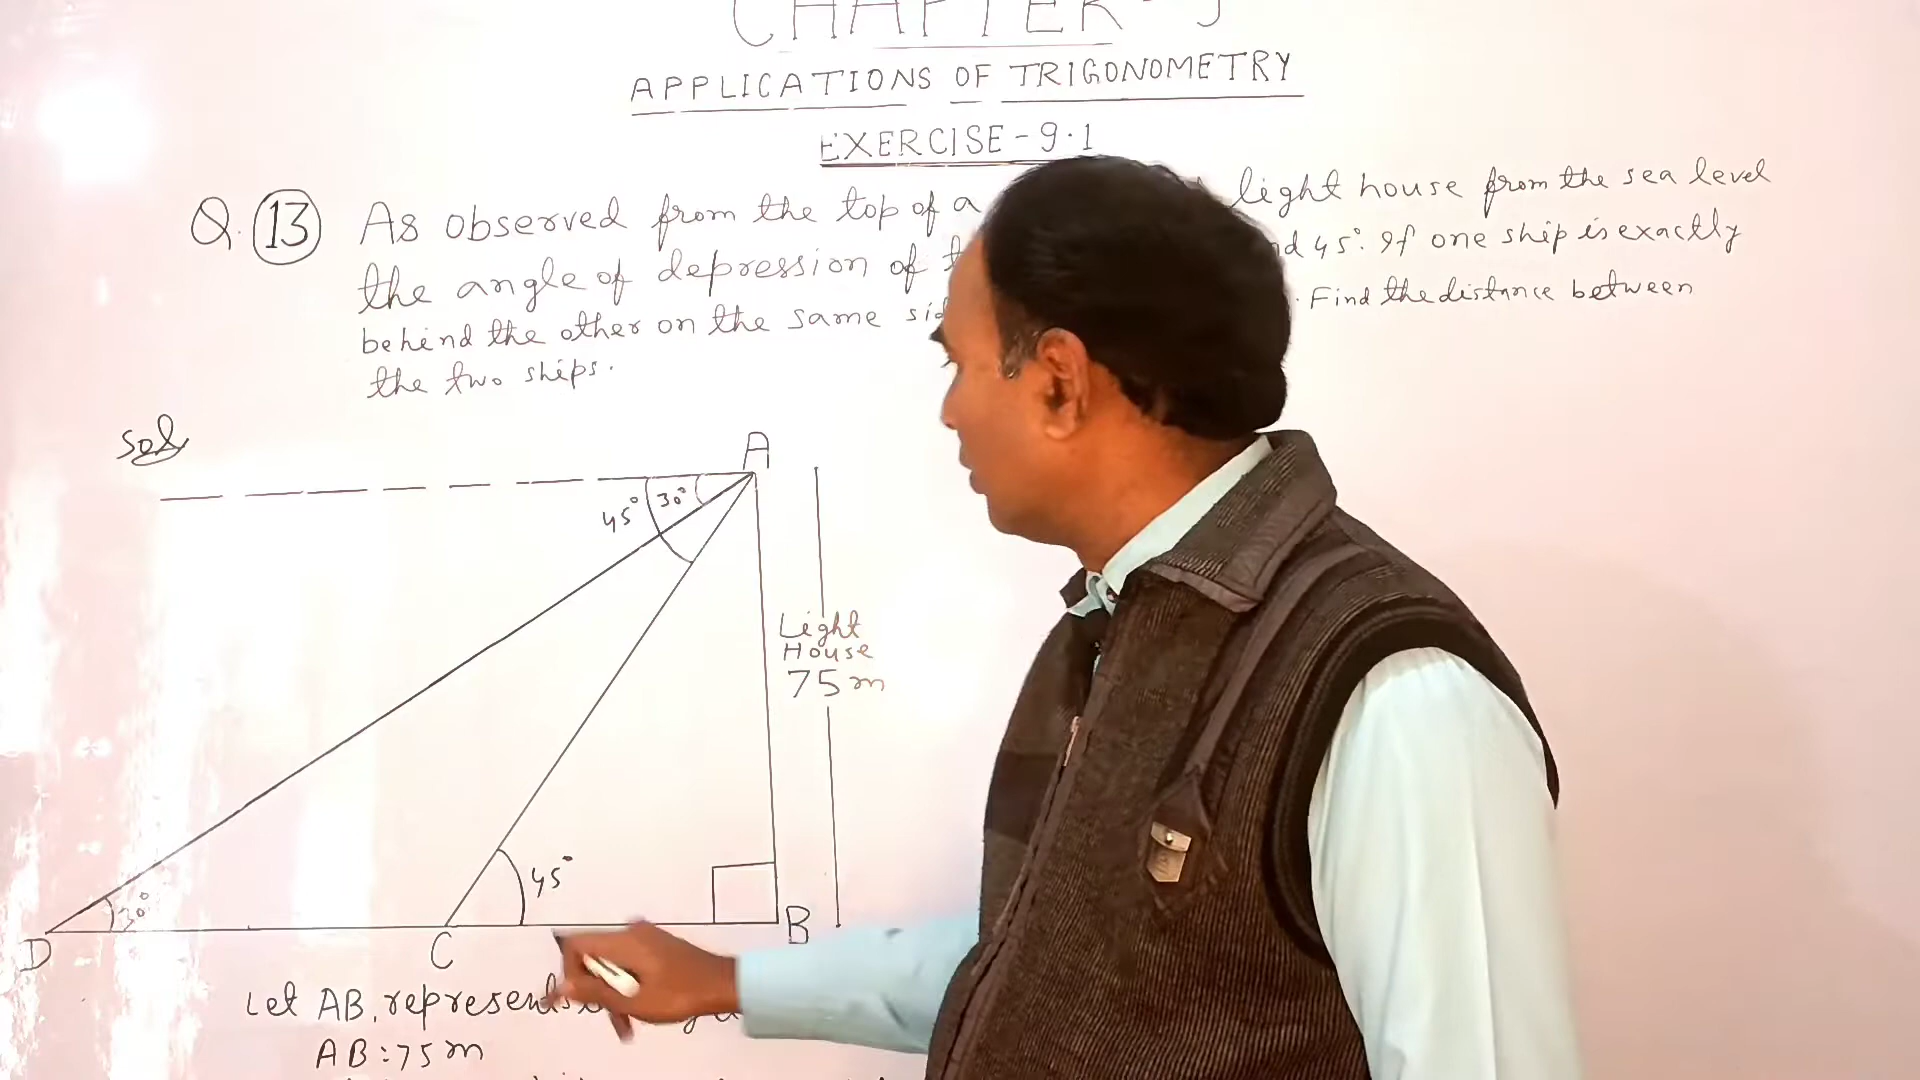 CHAPTER-
APPLICATIONS OF TRIGONOMETRY
EXERCISE-9.1
Q. 13 As observed from the top of a light house from the sea level
the angle of depression of 45°. If one ship is exactly
behind the other on the same Find the distance between
the two ships.
Sol
A
45° 30°
Light
House
75 m
45°
30°
B
D
C
Let AB, represents
AB:75 m